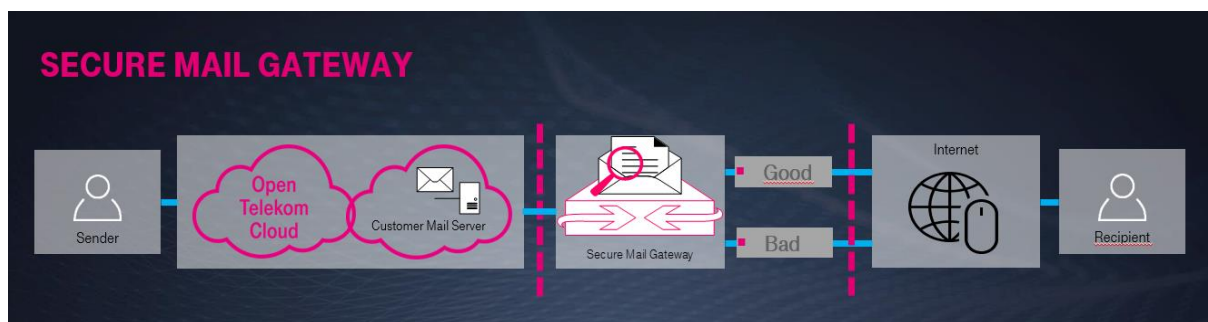 SECURE MAIL GATEWAY
Sender
Open
Telekom
Cloud
Customer Mail Server
Secure Mail Gateway
Good
Bad
Internet
Recipient